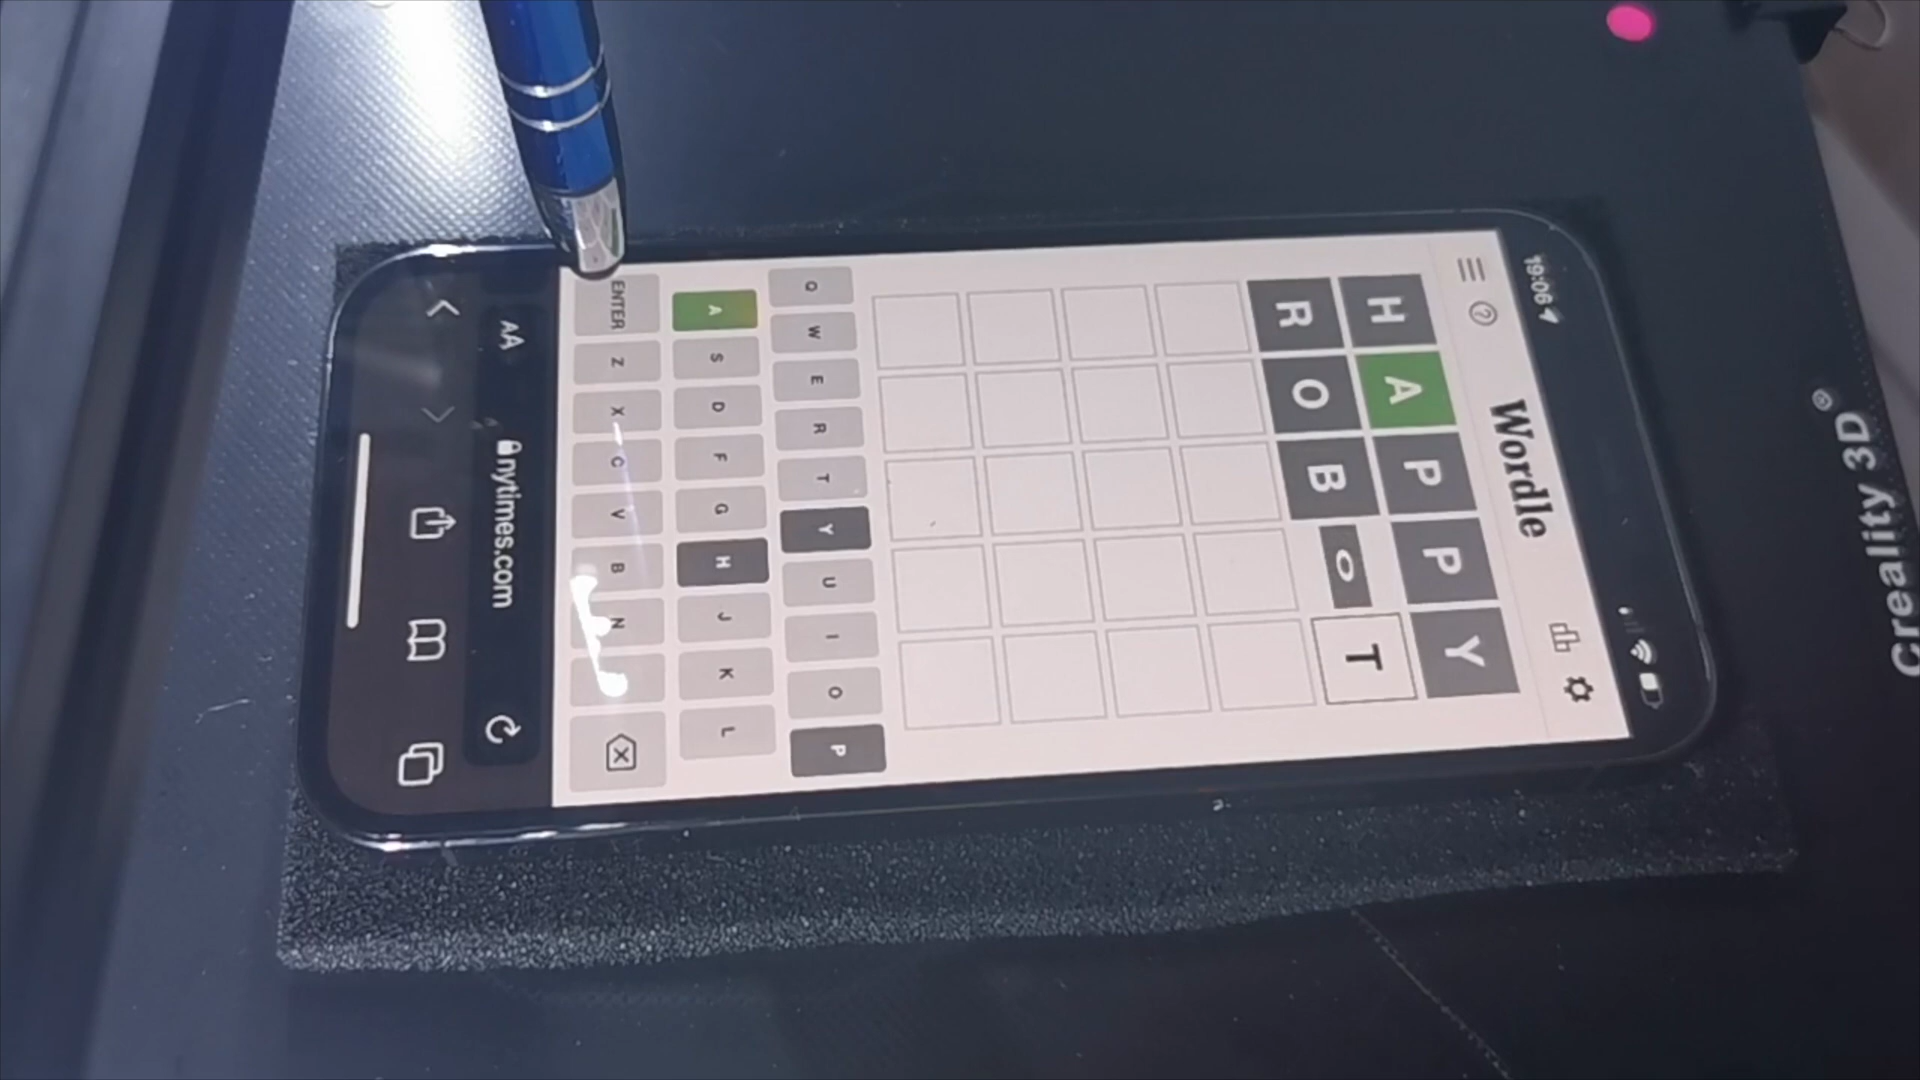 19:06
Wordle
H A P P Y
R O B O T
Q W E R T Y U I O P
A S D F G H J K L
ENTER Z X C V B N
AA nytimes.com
Creality 3D